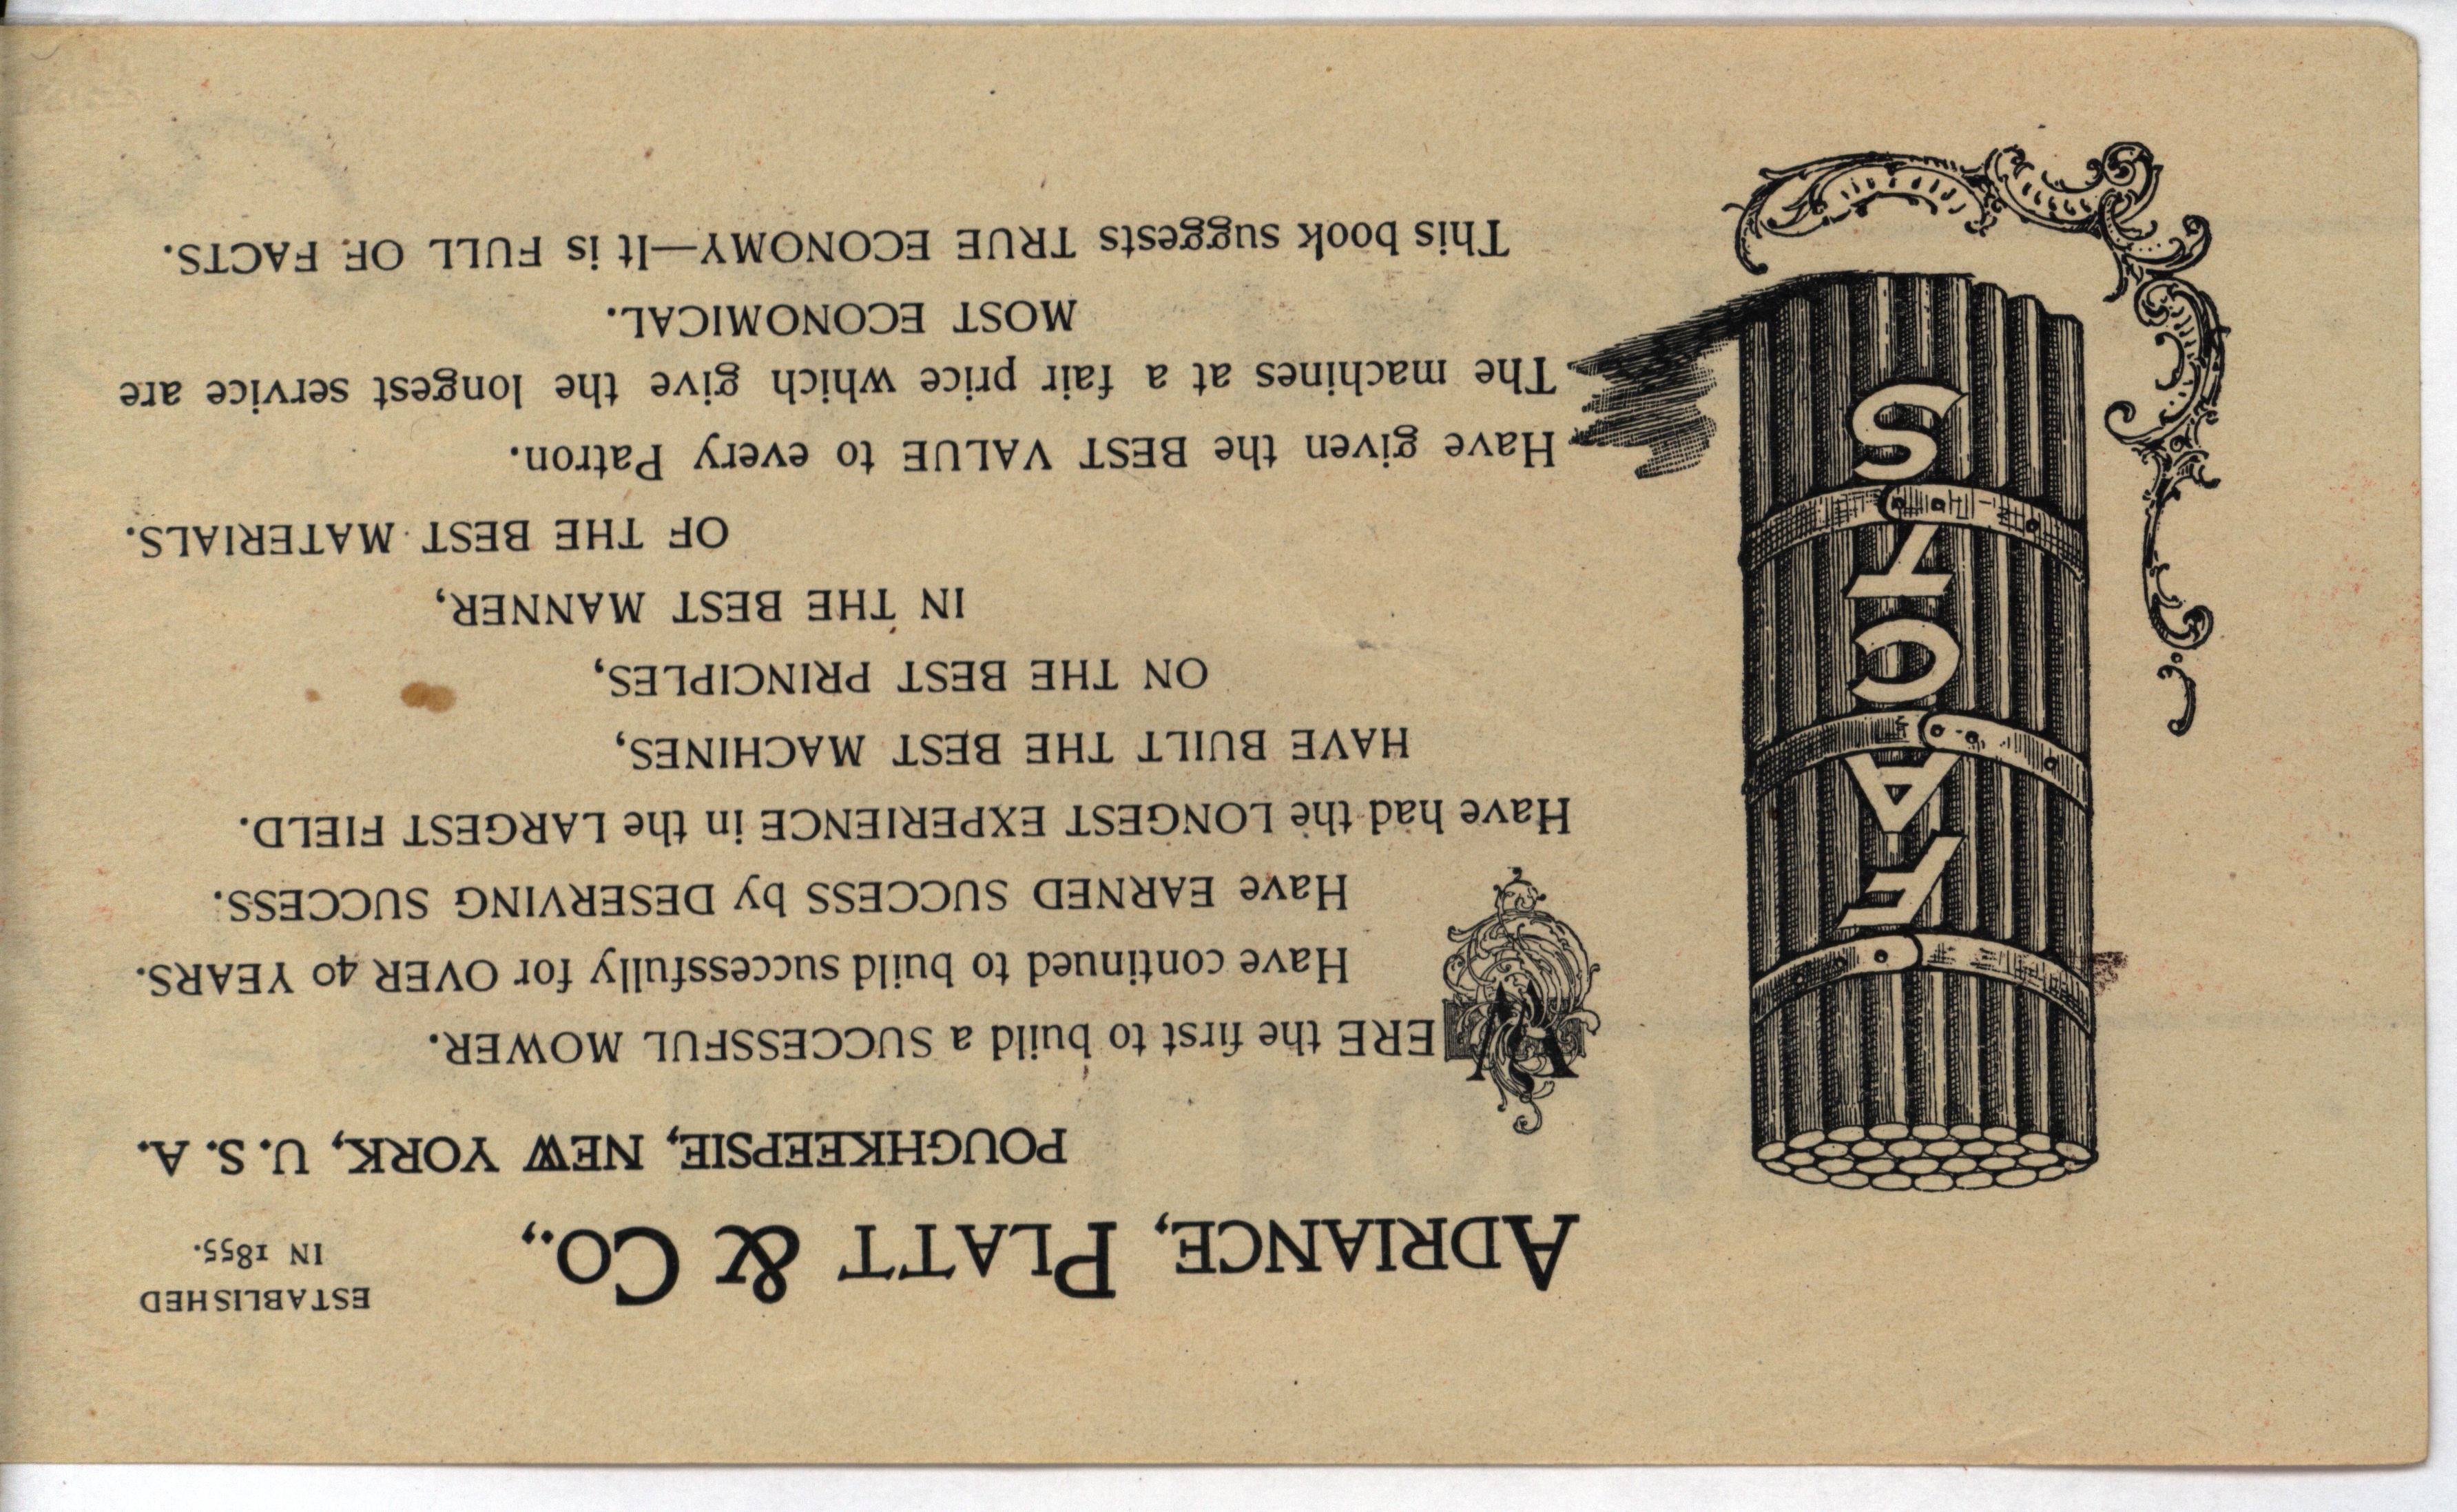 FACTS
ADRIANCE, PLATT & CO.,
ESTABLISHED
IN 1855.
POUGHKEEPSIE, NEW YORK, U. S. A.
WERE the first to build a SUCCESSFUL MOWER.
Have continued to build successfully for OVER 40 YEARS.
Have EARNED SUCCESS by DESERVING SUCCESS.
Have had the LONGEST EXPERIENCE in the LARGEST FIELD.
HAVE BUILT THE BEST MACHINES,
ON THE BEST PRINCIPLES,
IN THE BEST MANNER,
OF THE BEST MATERIALS.
Have given the BEST VALUE to every Patron.
The machines at a fair price which give the longest service are
MOST ECONOMICAL.
This book suggests TRUE ECONOMY—It is FULL OF FACTS.